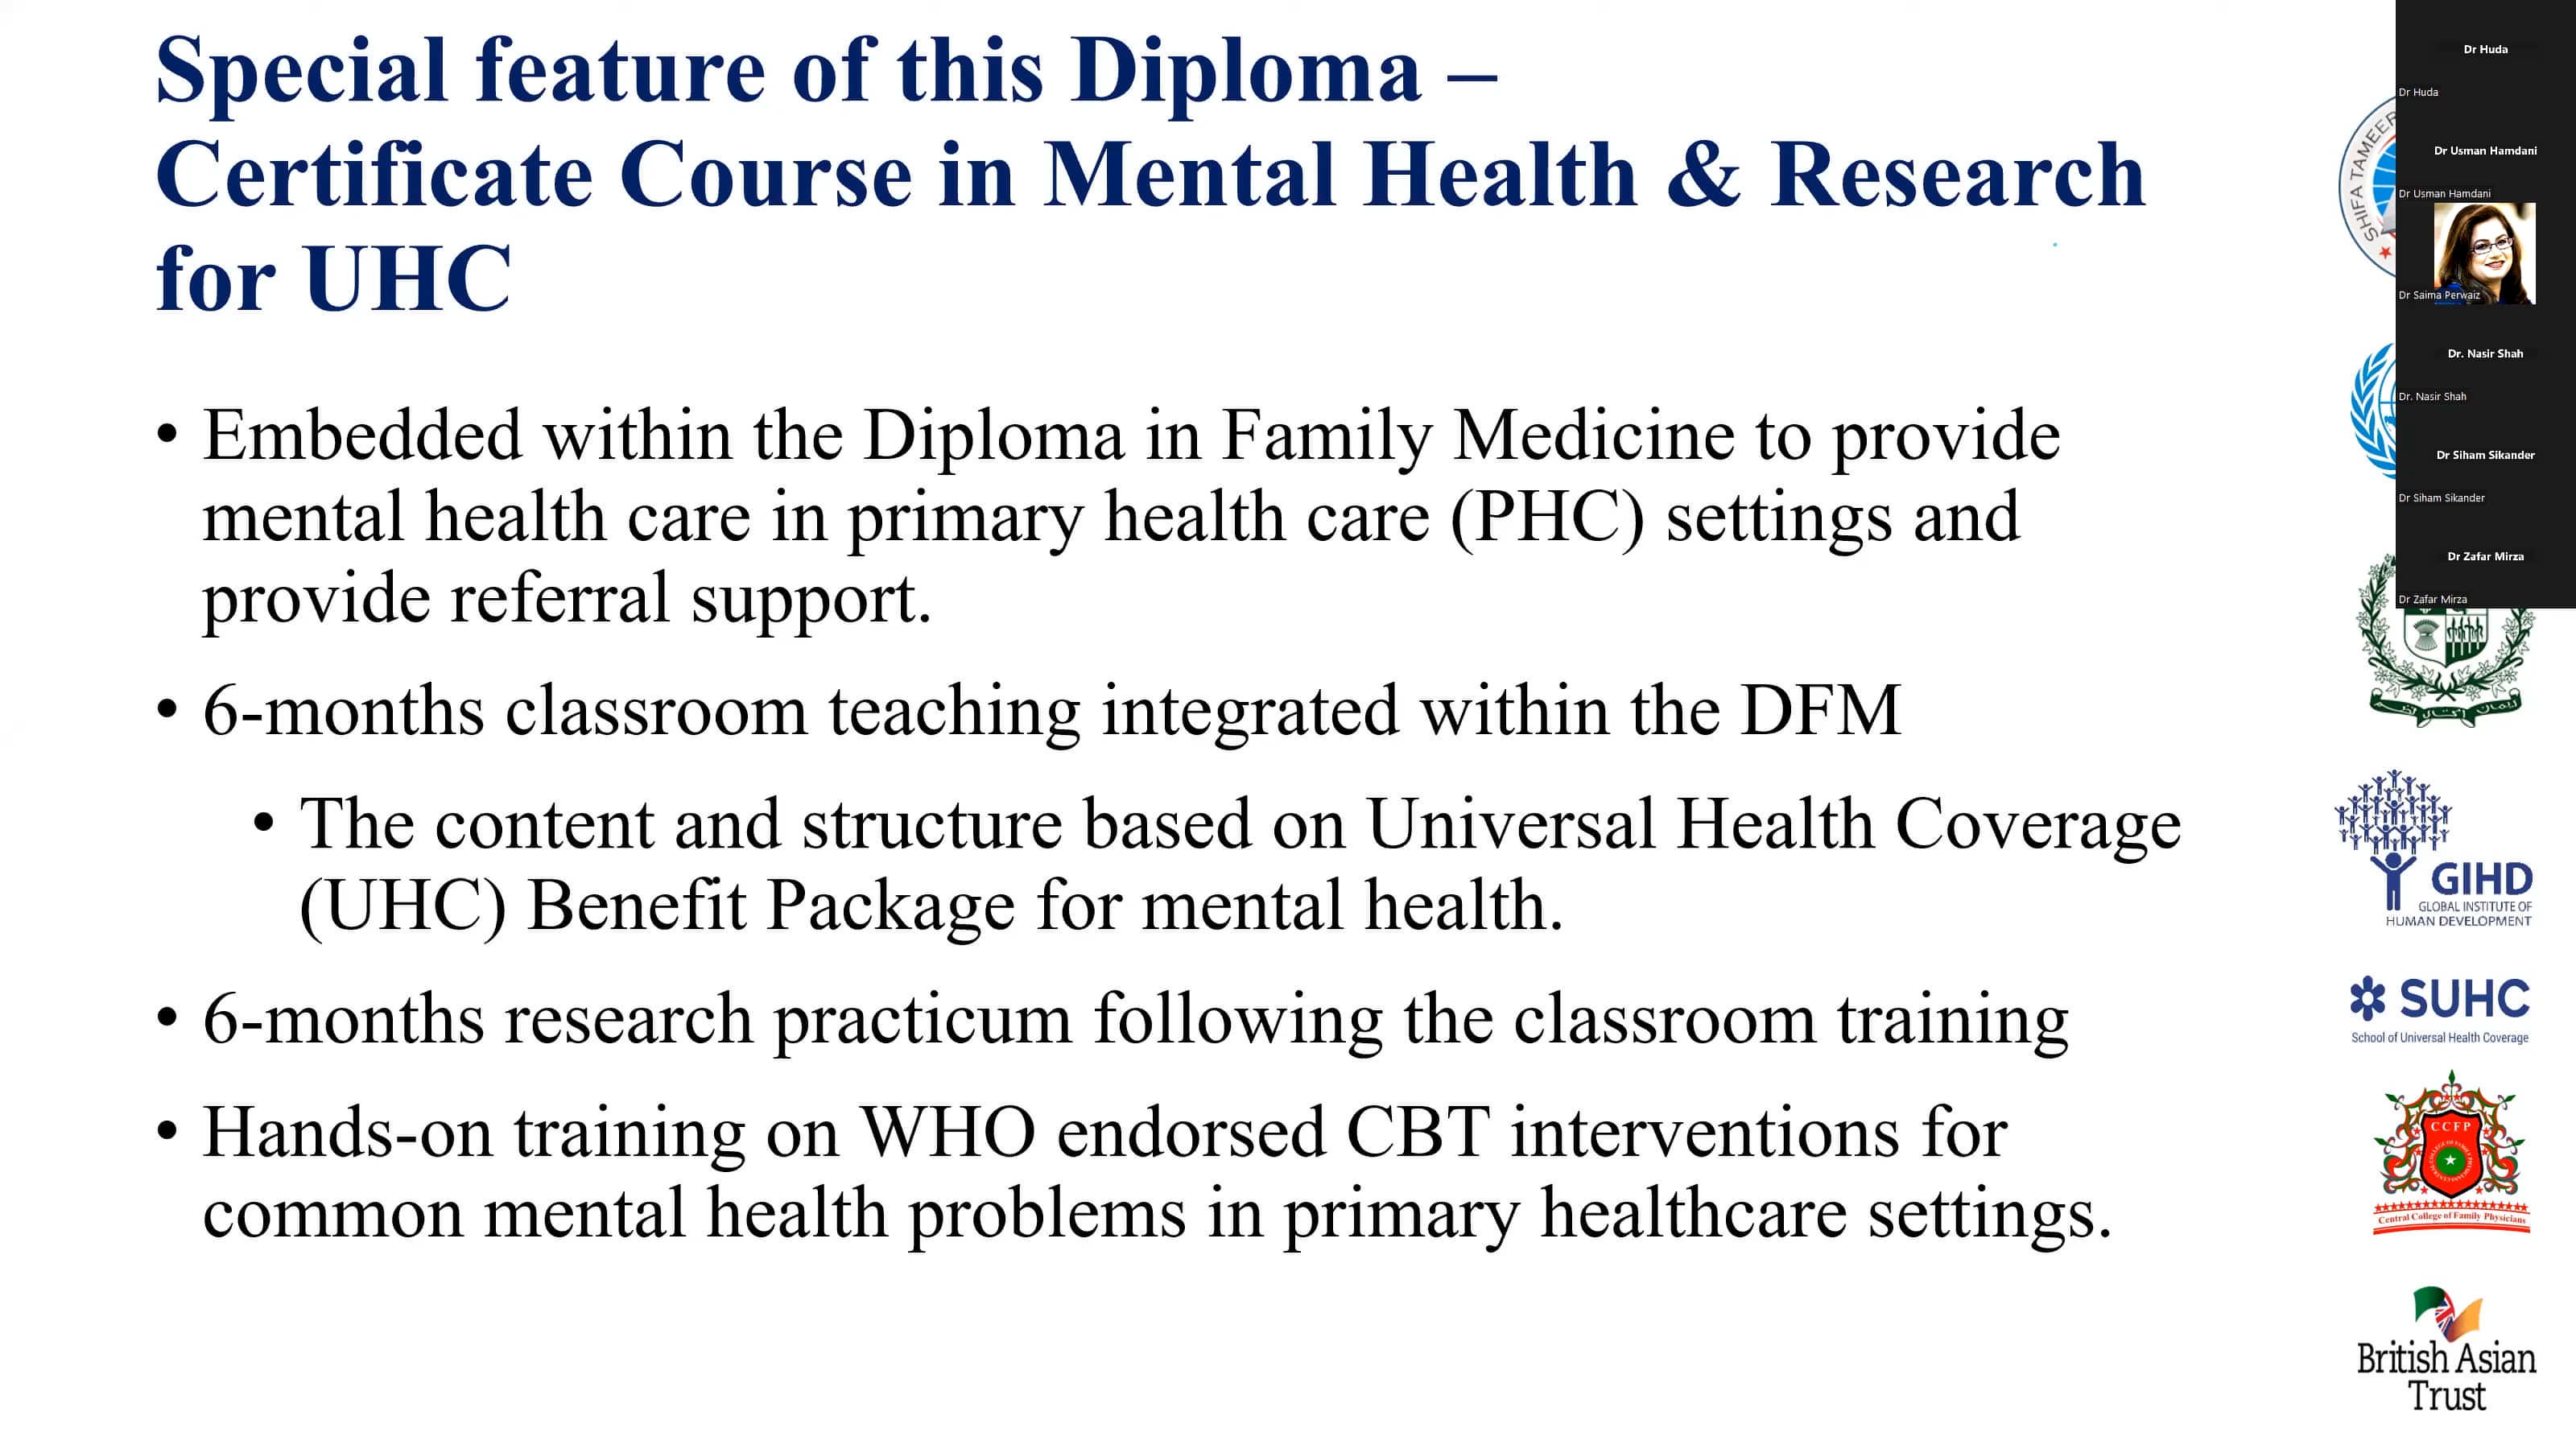 Special feature of this Diploma –
Certificate Course in Mental Health & Research
for UHC
• Embedded within the Diploma in Family Medicine to provide
mental health care in primary health care (PHC) settings and
provide referral support.
• 6-months classroom teaching integrated within the DFM
• The content and structure based on Universal Health Coverage
(UHC) Benefit Package for mental health.
• 6-months research practicum following the classroom training
• Hands-on training on WHO endorsed CBT interventions for
common mental health problems in primary healthcare settings.
Dr Huda
Dr Huda
Dr Usman Hamdani
Dr Usman Hamdani
Dr Saima Perwaiz
Dr. Nasir Shah
Dr. Nasir Shah
Dr Siham Sikander
Dr Siham Sikander
Dr Zafar Mirza
Dr Zafar Mirza
SHIFA TAMEER
GIHD
GLOBAL INSTITUTE OF
HUMAN DEVELOPMENT
SUHC
School of Universal Health Coverage
CCFP
Central College of Family Physicians
British Asian
Trust